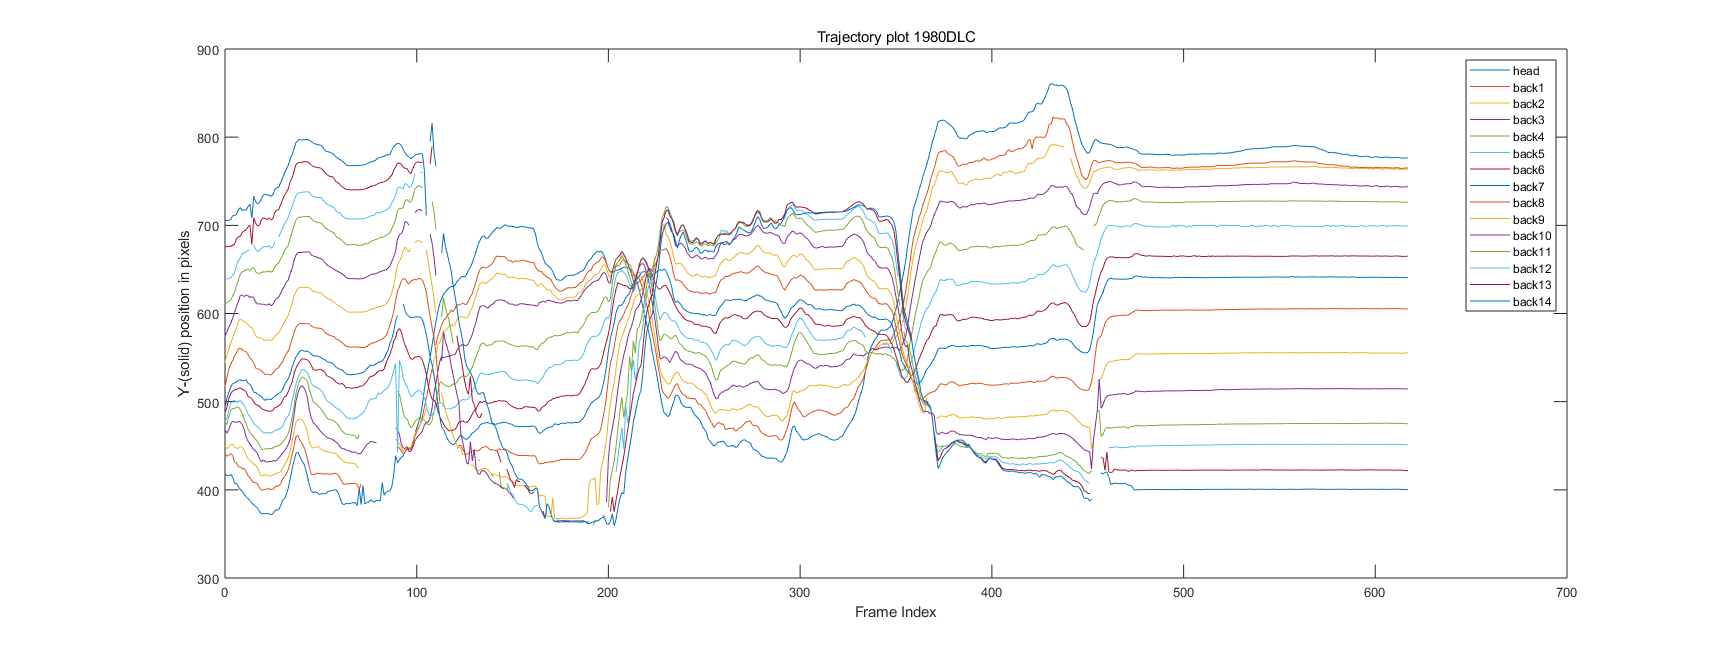 Trajectory plot 1980DLC
900
800
700
600
500
400
300
Y-(solid) position in pixels
0 100 200 300 400 500 600 700
Frame Index
head
back1
back2
back3
back4
back5
back6
back7
back8
back9
back10
back11
back12
back13
back14